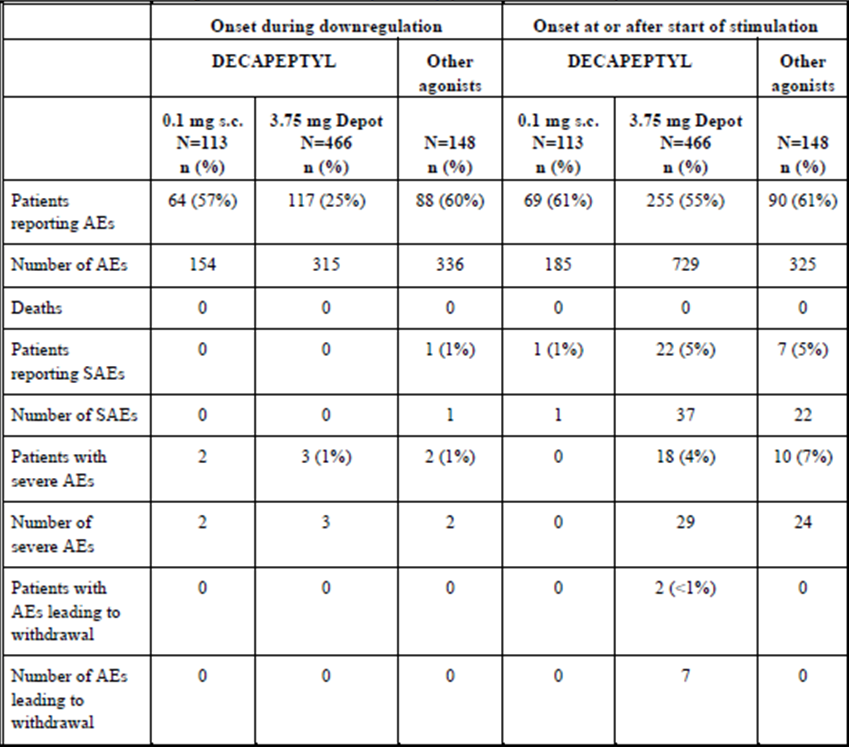 Onset during downregulation Onset at or after start of stimulation
DECAPEPTYL Other agonists DECAPEPTYL Other agonists
0.1 mg s.c. N=113 n (%) 3.75 mg Depot N=466 n (%) N=148 n (%) 0.1 mg s.c. N=113 n (%) 3.75 mg Depot N=466 n (%) N=148 n (%)
Patients reporting AEs 64 (57%) 117 (25%) 88 (60%) 69 (61%) 255 (55%) 90 (61%)
Number of AEs 154 315 336 185 729 325
Deaths 0 0 0 0 0 0
Patients reporting SAEs 0 0 1 (1%) 1 (1%) 22 (5%) 7 (5%)
Number of SAEs 0 0 1 1 37 22
Patients with severe AEs 2 3 (1%) 2 (1%) 0 18 (4%) 10 (7%)
Number of severe AEs 2 3 2 0 29 24
Patients with AEs leading to withdrawal 0 0 0 0 2 (<1%) 0
Number of AEs leading to withdrawal 0 0 0 0 7 0